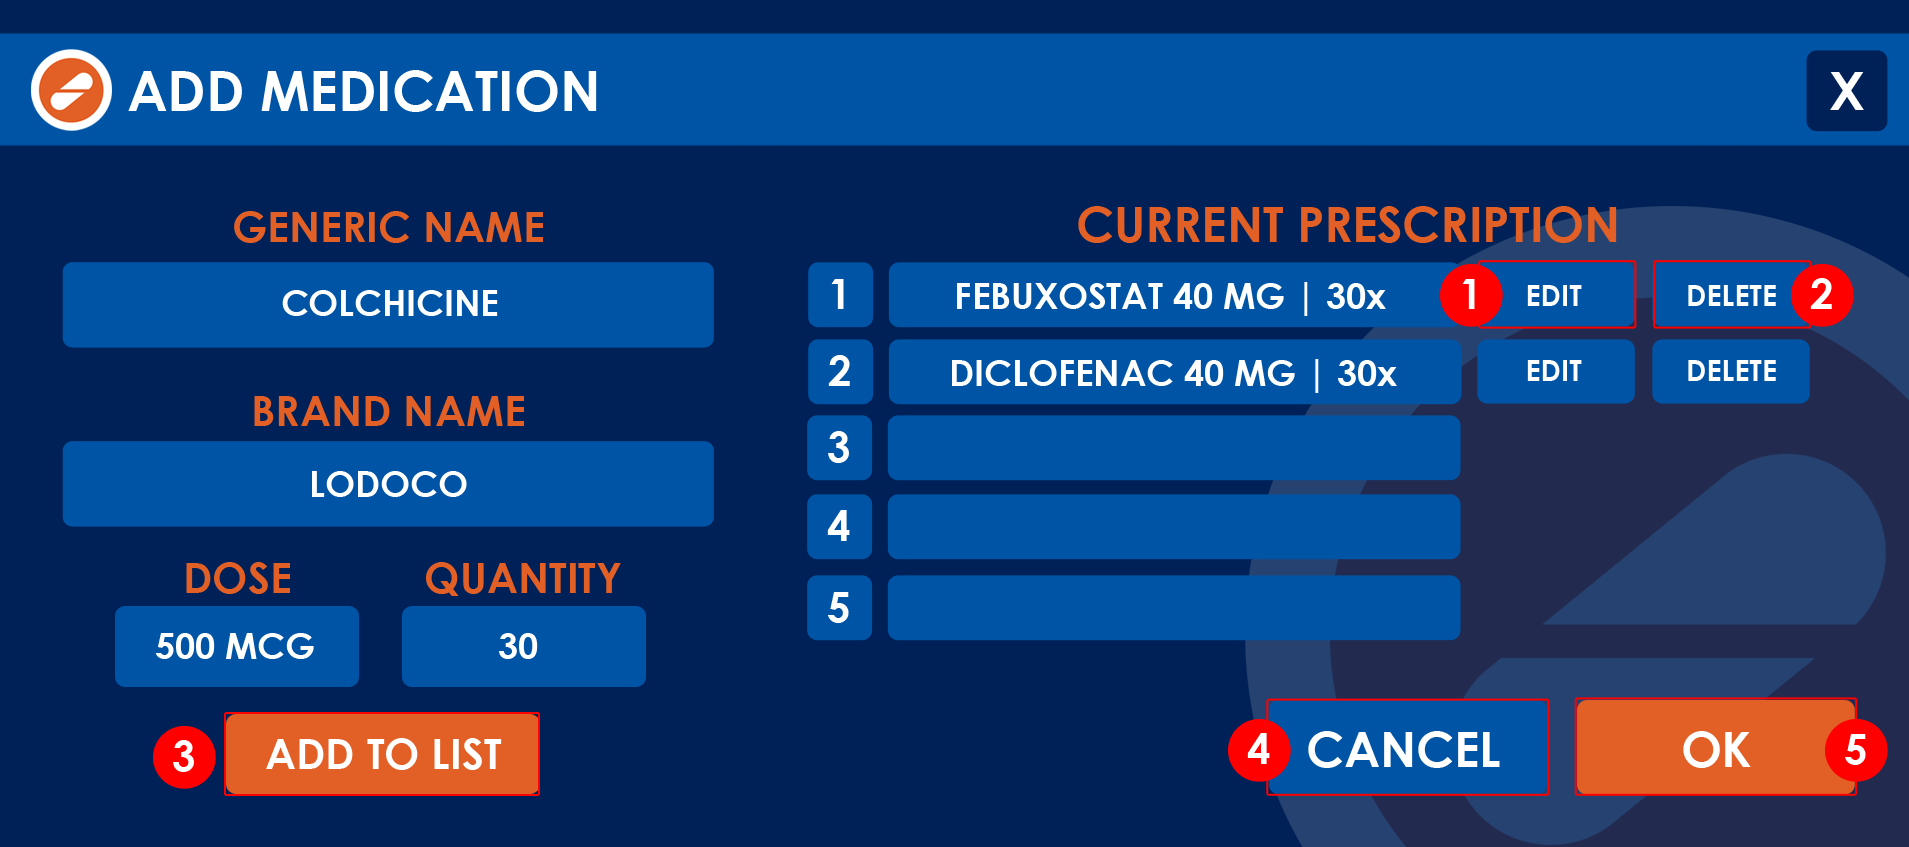 ADD MEDICATION
X
GENERIC NAME
COLCHICINE
BRAND NAME
LODOCO
DOSE QUANTITY
500 MCG 30
3 ADD TO LIST
CURRENT PRESCRIPTION
1 FEBUXOSTAT 40 MG | 30x 1 EDIT DELETE 2
2 DICLOFENAC 40 MG | 30x EDIT DELETE
3
4
5
4 CANCEL OK 5